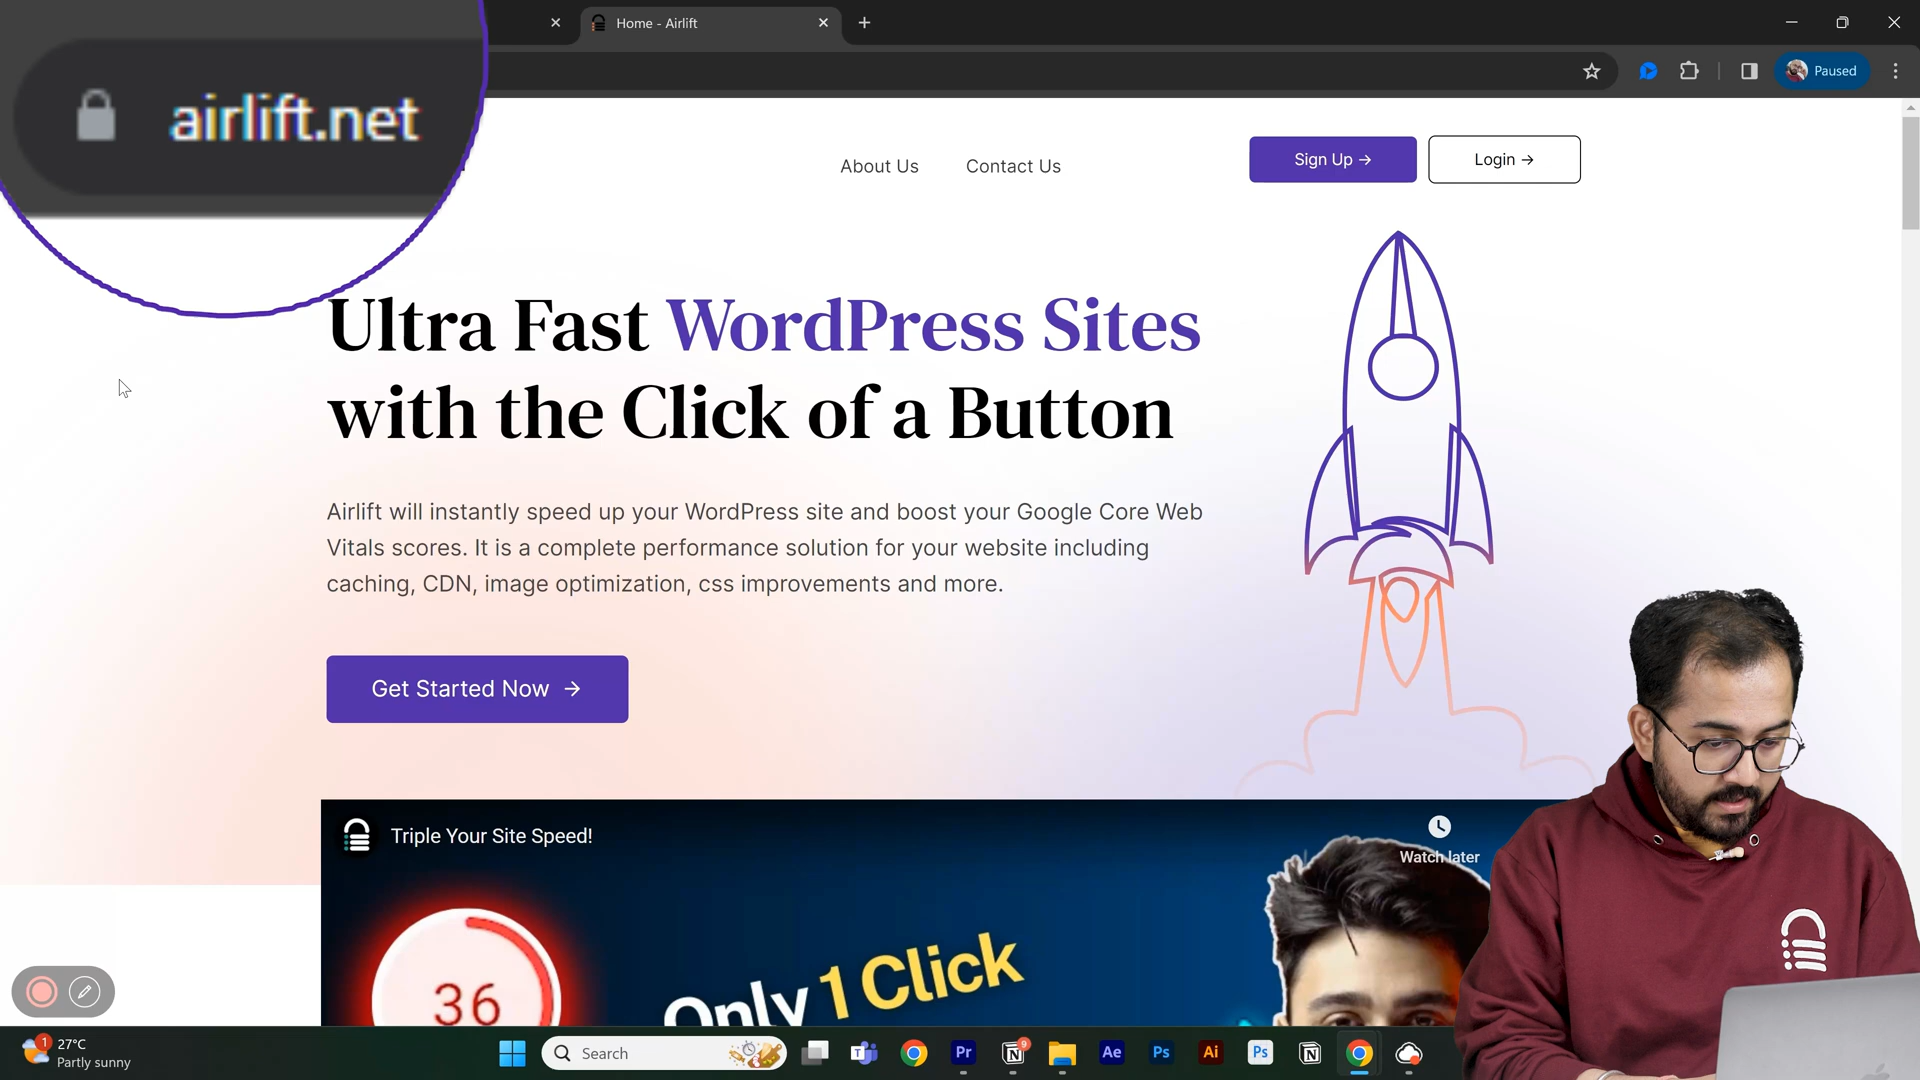 Home - Airlift
airlift.net
Paused
About Us
Contact Us
Sign Up →
Login →
Ultra Fast WordPress Sites
with the Click of a Button
Airlift will instantly speed up your WordPress site and boost your Google Core Web
Vitals scores. It is a complete performance solution for your website including
caching, CDN, image optimization, css improvements and more.
Get Started Now →
Triple Your Site Speed!
Watch later
36
Only 1 Click
1
27°C
Partly sunny
Search
T
Pr
N
9
Ae
Ps
Ai
Ps
N